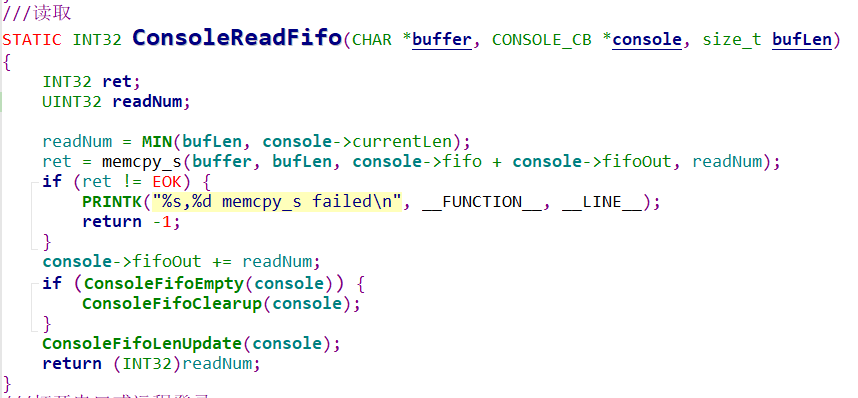 ///读取
STATIC INT32 ConsoleReadFifo(CHAR *buffer, CONSOLE_CB *console, size_t bufLen)
{
    INT32 ret;
    UINT32 readNum;

    readNum = MIN(bufLen, console->currentLen);
    ret = memcpy_s(buffer, bufLen, console->fifo + console->fifoOut, readNum);
    if (ret != EOK) {
        PRINTK("%s,%d memcpy_s failed\n", __FUNCTION__, __LINE__);
        return -1;
    }
    console->fifoOut += readNum;
    if (ConsoleFifoEmpty(console)) {
        ConsoleFifoClearup(console);
    }
    ConsoleFifoLenUpdate(console);
    return (INT32)readNum;
}